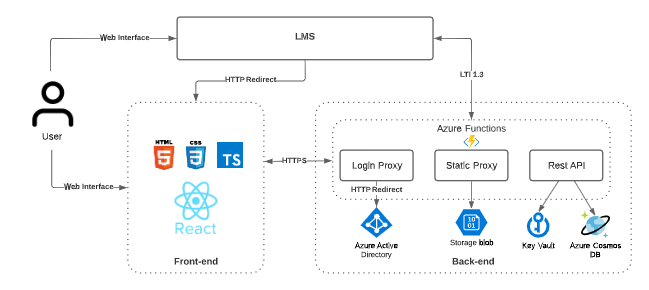 LMS
Web Interface
HTTP Redirect
LTI 1.3
User
HTML
5
CSS
3
TS
React
Front-end
Web Interface
HTTPS
Azure Functions
Login Proxy
Static Proxy
Rest API
HTTP Redirect
10
01
Azure Active
Directory
Storage blob
Key Vault
Azure Cosmos
DB
Back-end